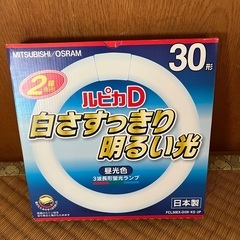 MITSUBISHI/OSRAM
30形
2個
ルピカD
白さすっきり
明るい光
昼光色
3波長形蛍光ランプ
日本製